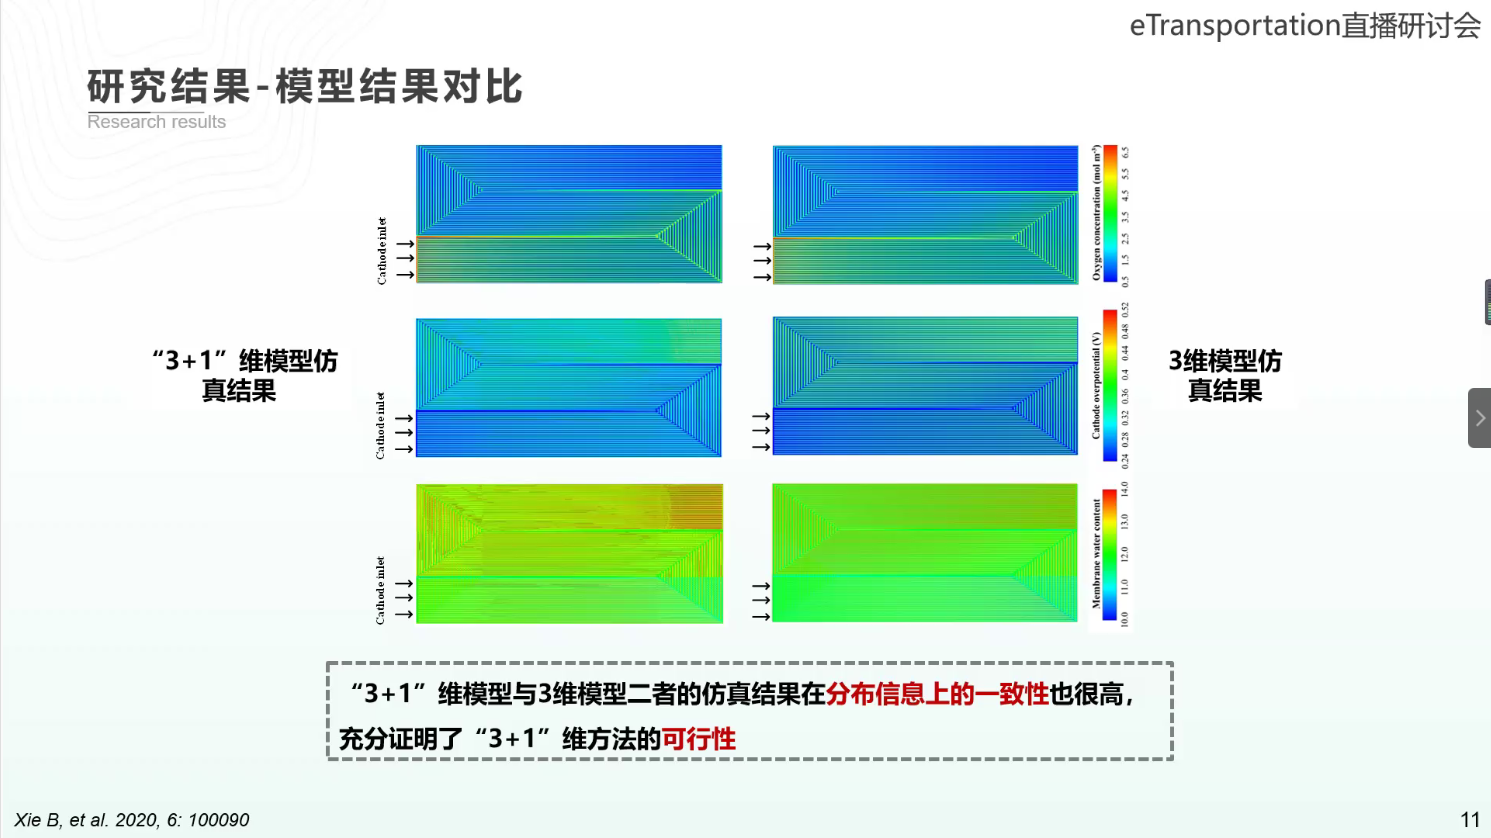 eTransportation直播研讨会
研究结果-模型结果对比
Research results
Cathode inlet
Oxygen concentration (mol m⁻³)
6.5
5.5
4.5
3.5
2.5
1.5
0.5
“3+1”维模型仿
真结果
Cathode inlet
Cathode overpotential (V)
0.52
0.48
0.44
0.4
0.36
0.32
0.28
0.24
3维模型仿
真结果
Cathode inlet
Membrane water content
14.0
13.0
12.0
11.0
10.0
“3+1”维模型与3维模型二者的仿真结果在分布信息上的一致性也很高，
充分证明了“3+1”维方法的可行性
Xie B, et al. 2020, 6: 100090
11